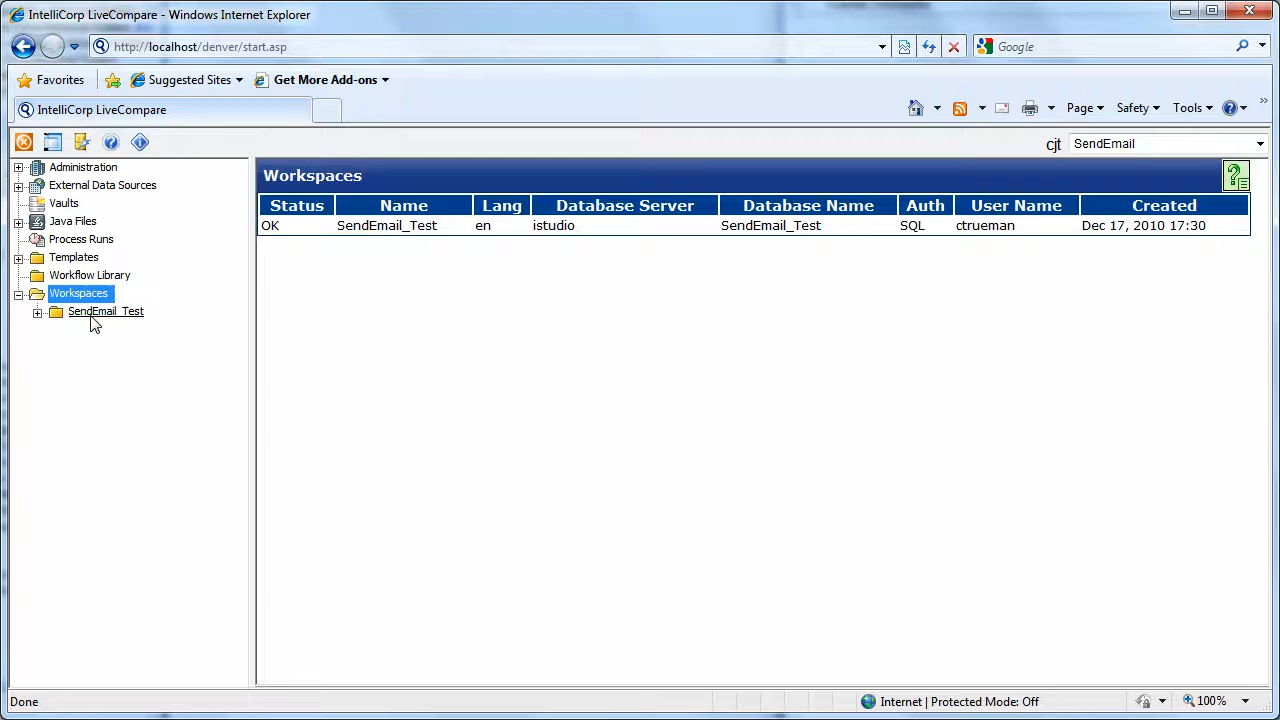 IntelliCorp LiveCompare - Windows Internet Explorer
http://localhost/denver/start.asp
Google
Favorites
Suggested Sites
Get More Add-ons
IntelliCorp LiveCompare
Page
Safety
Tools
cjt
SendEmail
Administration
External Data Sources
Vaults
Java Files
Process Runs
Templates
Workflow Library
Workspaces
SendEmail_Test
Workspaces
Status Name Lang Database Server Database Name Auth User Name Created
OK SendEmail_Test en istudio SendEmail_Test SQL ctrueman Dec 17, 2010 17:30
Done
Internet | Protected Mode: Off
100%